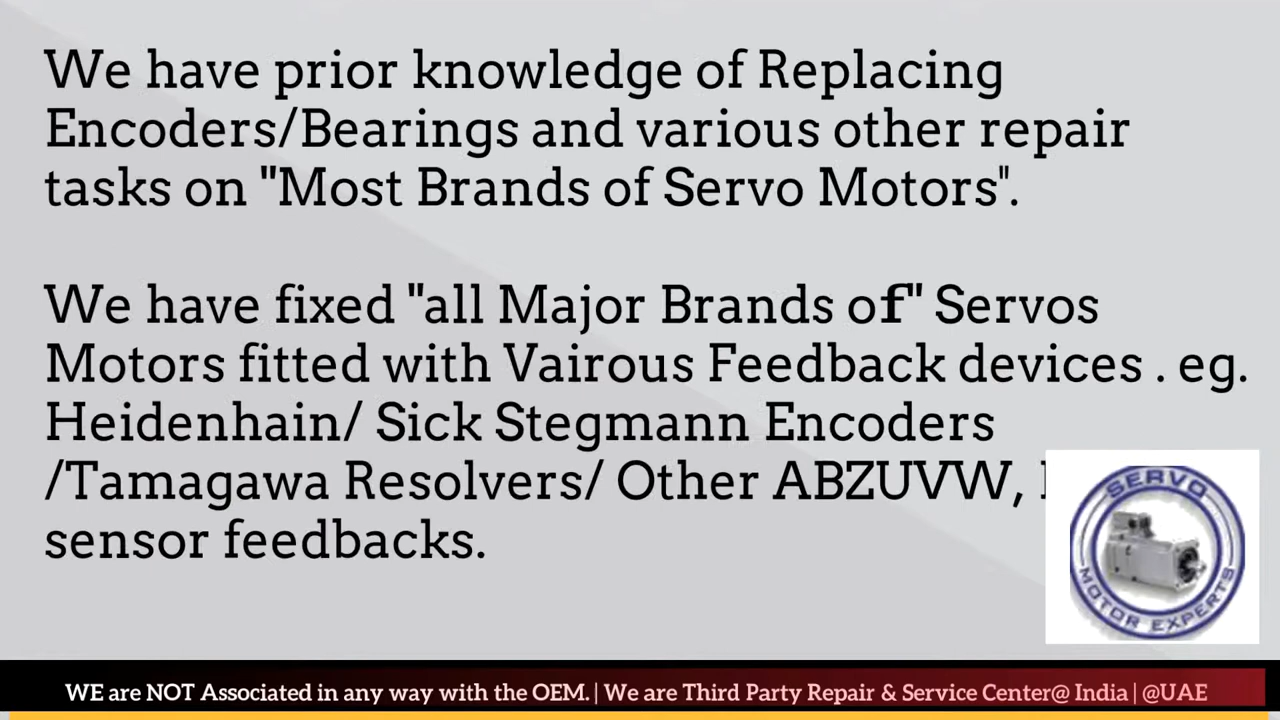 We have prior knowledge of Replacing
Encoders/Bearings and various other repair
tasks on "Most Brands of Servo Motors".
We have fixed "all Major Brands of" Servos
Motors fitted with Vairous Feedback devices . eg.
Heidenhain/ Sick Stegmann Encoders
/Tamagawa Resolvers/ Other ABZUVW,
sensor feedbacks.
SERVO
MOTOR EXPERTS
WE are NOT Associated in any way with the OEM. | We are Third Party Repair & Service Center@ India | @UAE